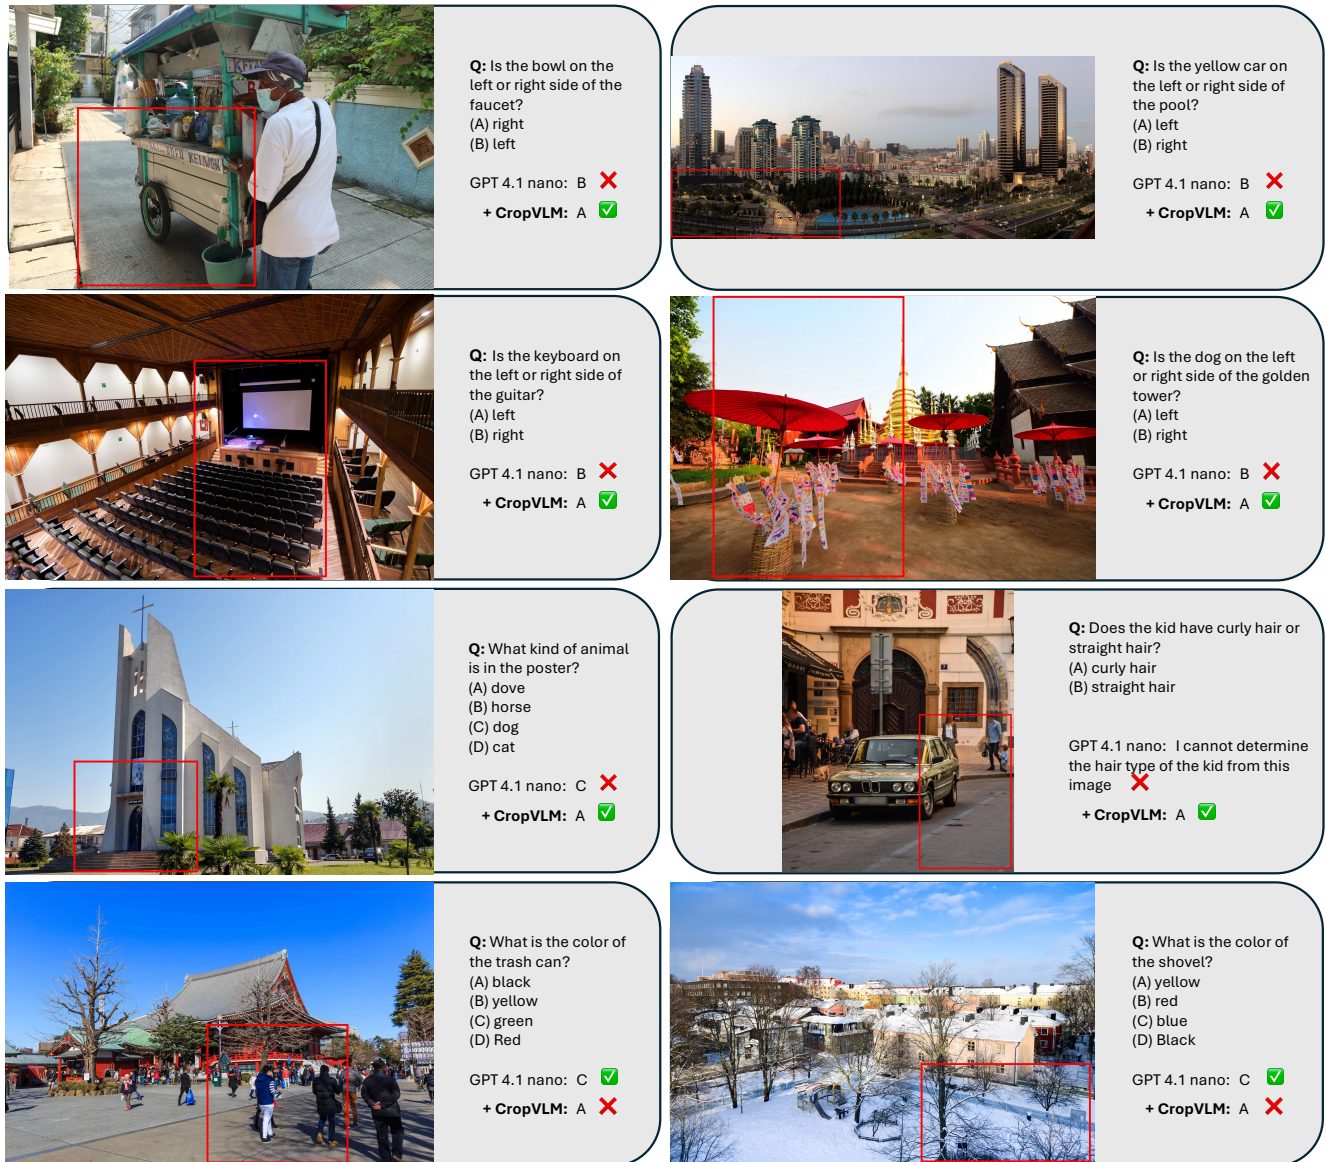 Q: Is the bowl on the
left or right side of the
faucet?
(A) right
(B) left
GPT 4.1 nano: B ❌
+ CropVLM: A ✅
Q: Is the yellow car on
the left or right side of
the pool?
(A) left
(B) right
GPT 4.1 nano: B ❌
+ CropVLM: A ✅
Q: Is the keyboard on
the left or right side of
the guitar?
(A) left
(B) right
GPT 4.1 nano: B ❌
+ CropVLM: A ✅
Q: Is the dog on the left
or right side of the golden
tower?
(A) left
(B) right
GPT 4.1 nano: B ❌
+ CropVLM: A ✅
Q: What kind of animal
is in the poster?
(A) dove
(B) horse
(C) dog
(D) cat
GPT 4.1 nano: C ❌
+ CropVLM: A ✅
Q: Does the kid have curly hair or
straight hair?
(A) curly hair
(B) straight hair
GPT 4.1 nano: I cannot determine
the hair type of the kid from this
image ❌
+ CropVLM: A ✅
Q: What is the color of
the trash can?
(A) black
(B) yellow
(C) green
(D) Red
GPT 4.1 nano: C ✅
+ CropVLM: A ❌
Q: What is the color of
the shovel?
(A) yellow
(B) red
(C) blue
(D) Black
GPT 4.1 nano: C ✅
+ CropVLM: A ❌